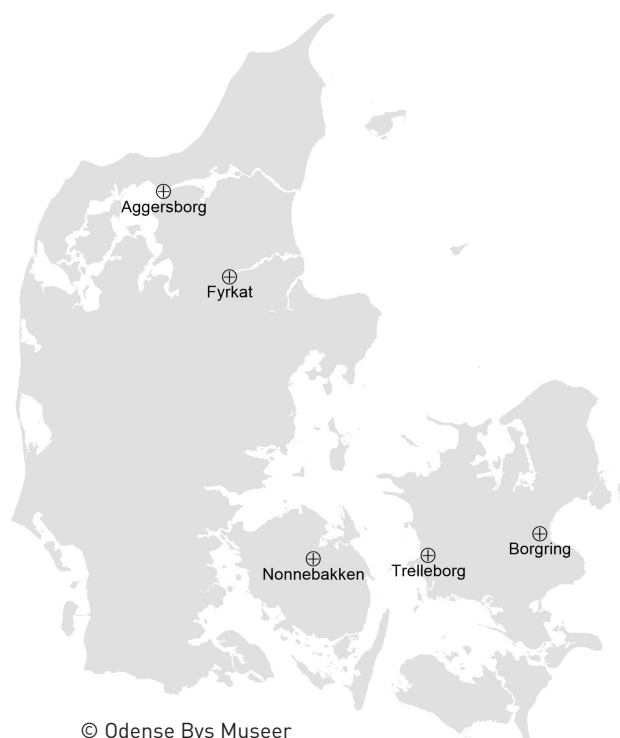 Aggersborg
Fyrkat
Borgring
Trelleborg
Nonnebakken
© Odense Bys Museer